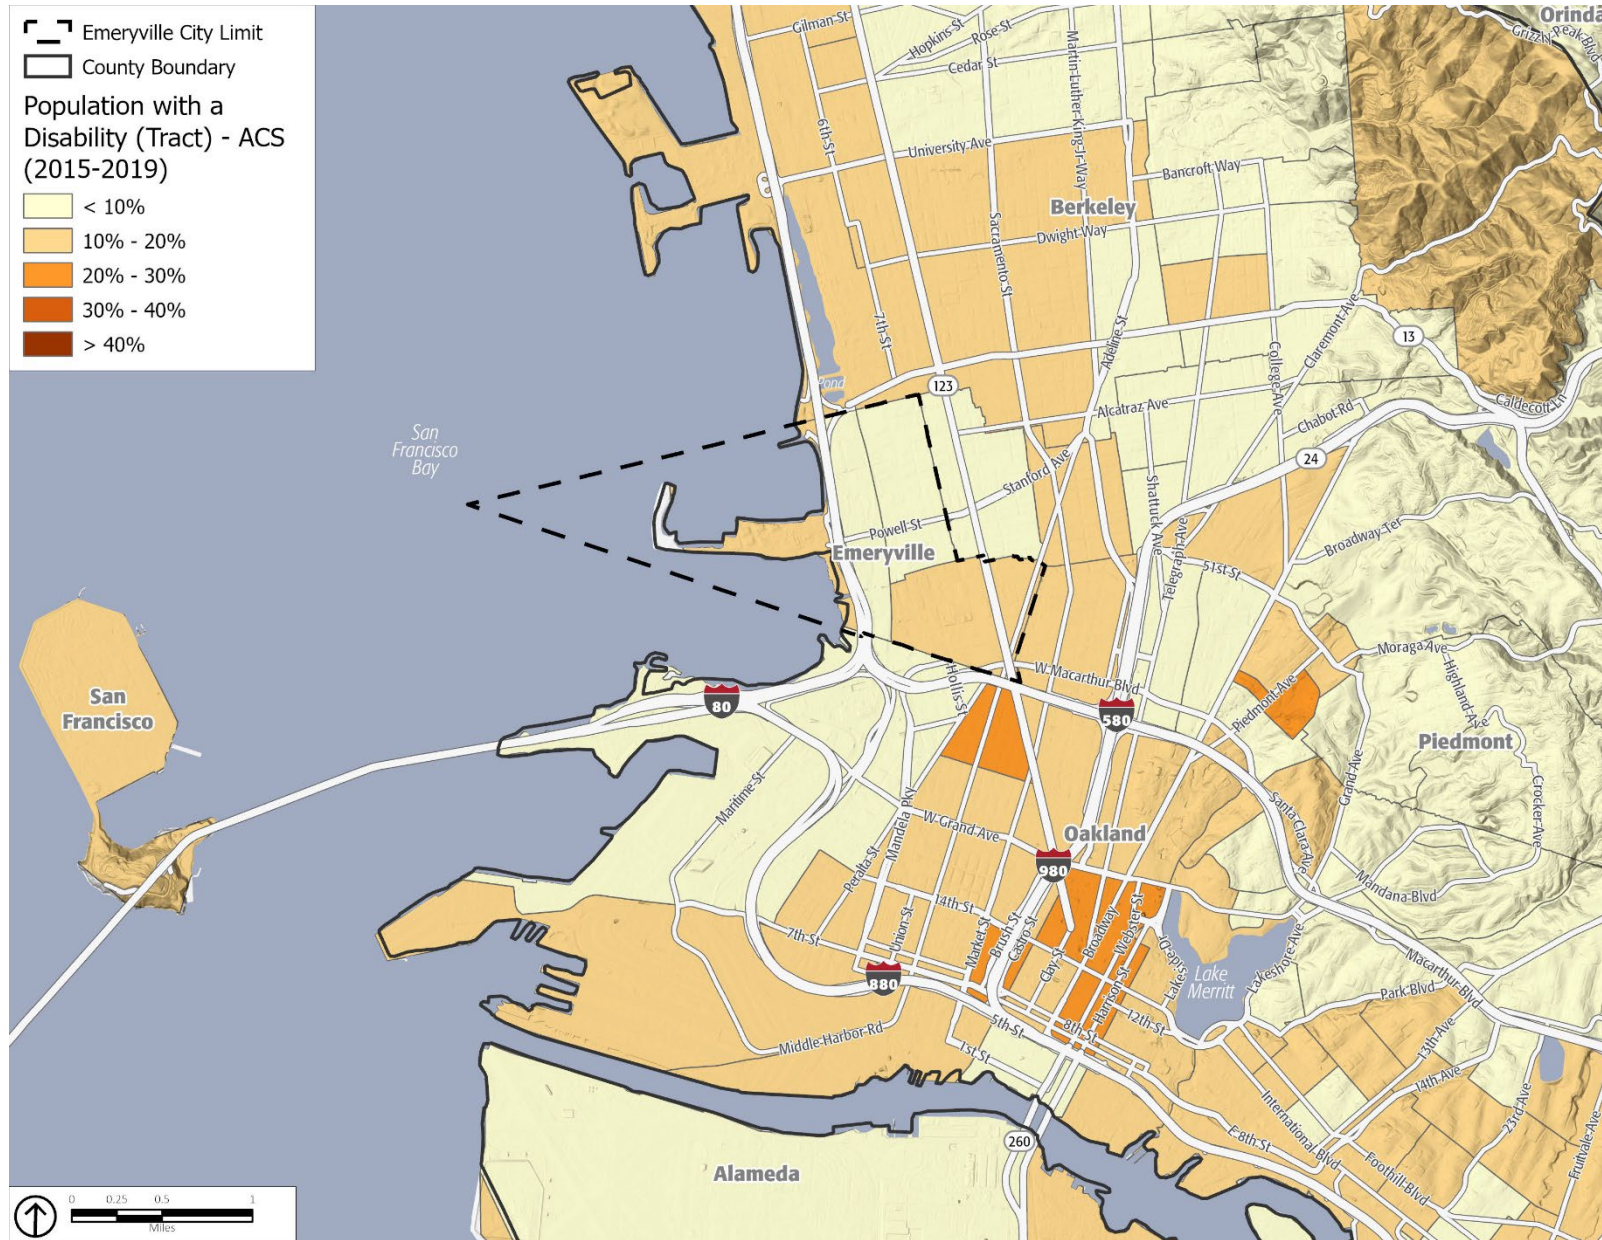 Emeryville City Limit
County Boundary
Population with a
Disability (Tract) - ACS
(2015-2019)
< 10%
10% - 20%
20% - 30%
30% - 40%
> 40%
Orinda
Grizzly Peak Blvd
Gilman St
Hopkins St
Rose St
Cedar St
Martin Luther King Jr Way
6th St
University Ave
Bancroft Way
Berkeley
Dwight Way
Sacramento St
7th St
Adeline St
College Ave
Claremont Ave
13
Pond
123
Caldecott Ln
Alcatraz Ave
Chabot Rd
San
Francisco
Bay
24
Stanford Ave
Shattuck Ave
Telegraph Ave
Powell St
Emeryville
Broadway Ter
51st St
Moraga Ave
Highland Ave
Hollis St
W Macarthur Blvd
Piedmont Ave
San
Francisco
80
580
Piedmont
Crocker Ave
Grand Ave
Maritime St
Mandela Pky
W Grand Ave
Santa Clara Ave
Oakland
980
Peralta St
Mandana Blvd
14th St
Union St
Market St
Brush St
Castro St
Clay St
Broadway
Webster St
Harrison St
7th St
Lakeside Dr
Lake
Merritt
Lakeshore Ave
Macarthur Blvd
Park Blvd
880
12th St
8th St
5th St
1st St
Middle Harbor Rd
13th Ave
14th Ave
23rd Ave
International Blvd
E 8th St
Foothill Blvd
Fruitvale Ave
260
Alameda
0 0.25 0.5 1
Miles